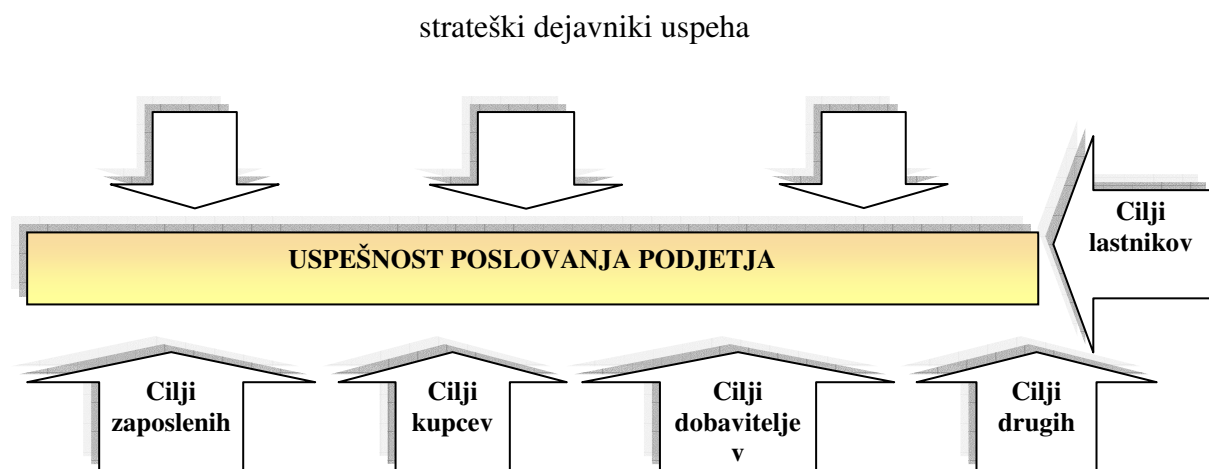 strateški dejavniki uspeha
Cilji
lastnikov
USPEŠNOST POSLOVANJA PODJETJA
Cilji
zaposlenih
Cilji
kupcev
Cilji
dobavitelje
v
Cilji
drugih